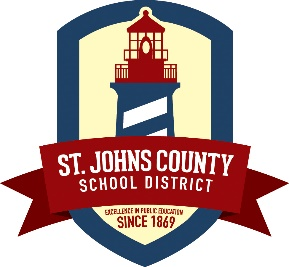 ST. JOHNS COUNTY
SCHOOL DISTRICT
EXCELLENCE IN PUBLIC EDUCATION
SINCE 1869